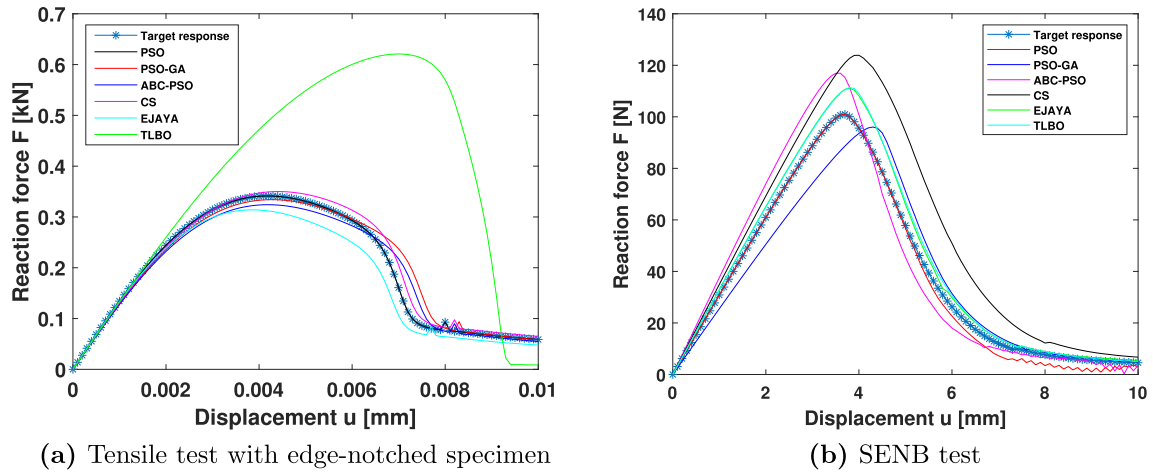 0.7
0.6
0.5
0.4
0.3
0.2
0.1
0
Reaction force F [kN]
Target response
PSO
PSO-GA
ABC-PSO
CS
EJAYA
TLBO
0 0.002 0.004 0.006 0.008 0.01
Displacement u [mm]
(a) Tensile test with edge-notched specimen
140
120
100
80
60
40
20
0
Reaction force F [N]
Target response
PSO
PSO-GA
ABC-PSO
CS
EJAYA
TLBO
0 2 4 6 8 10
Displacement u [mm]
(b) SENB test